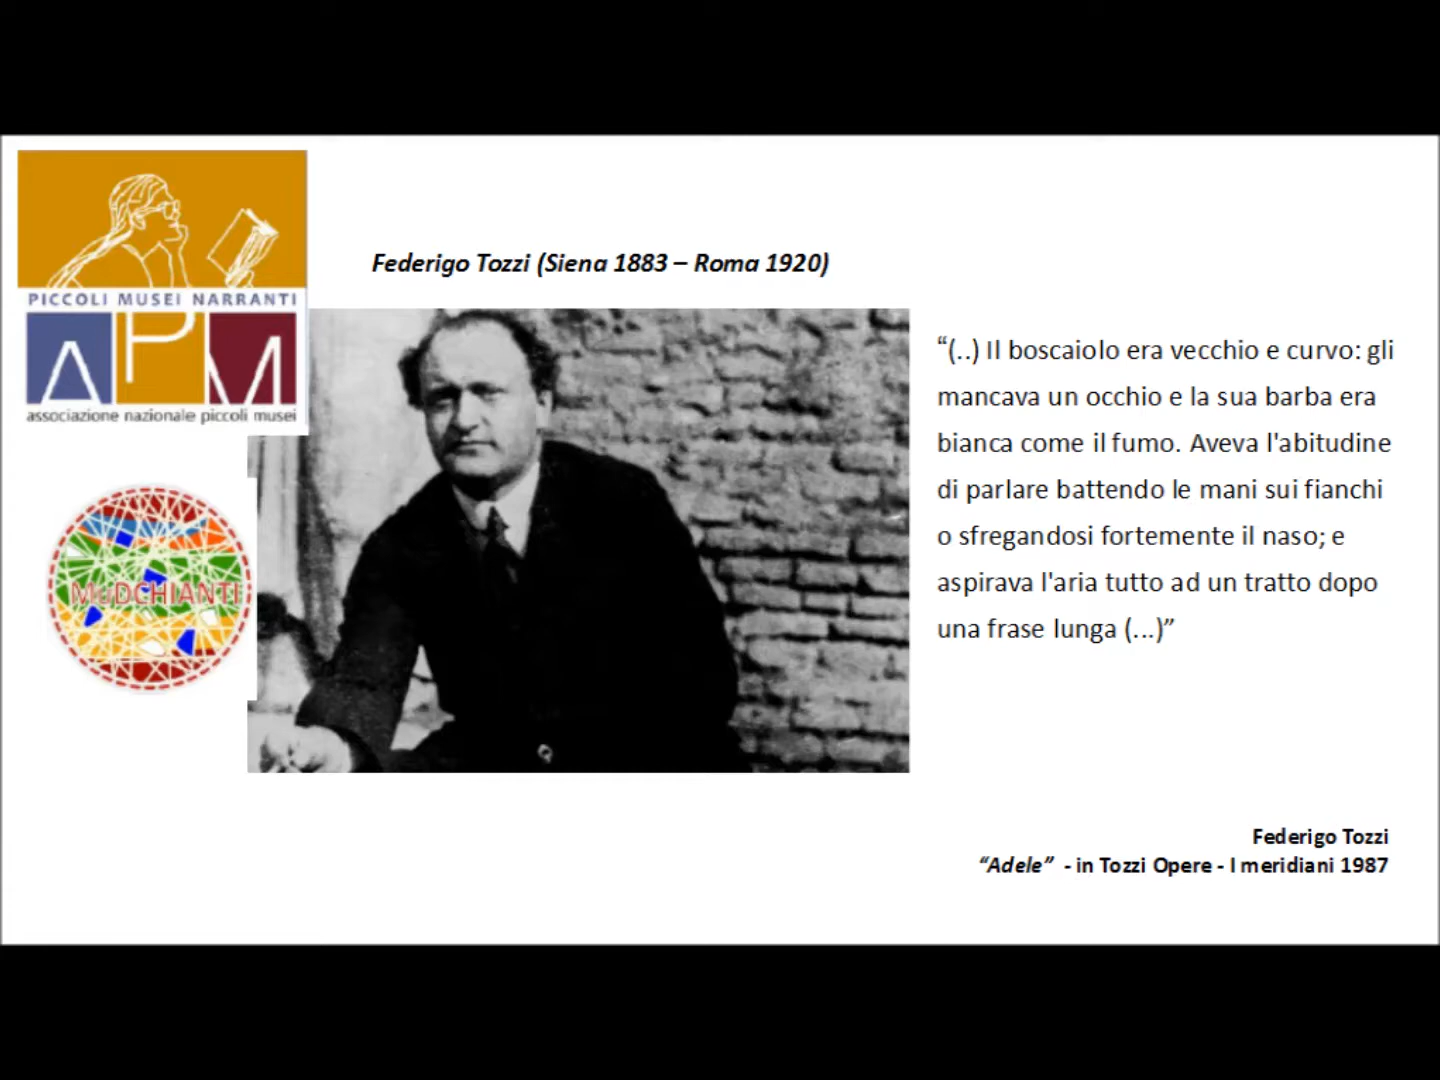 PICCOLI MUSEI NARRANTI
APM
associazione nazionale piccoli musei
MuDCHIANTI
Federigo Tozzi (Siena 1883 – Roma 1920)
“(..) Il boscaiolo era vecchio e curvo: gli
mancava un occhio e la sua barba era
bianca come il fumo. Aveva l'abitudine
di parlare battendo le mani sui fianchi
o sfregandosi fortemente il naso; e
aspirava l'aria tutto ad un tratto dopo
una frase lunga (...)”
Federigo Tozzi
“Adele” - in Tozzi Opere - I meridiani 1987